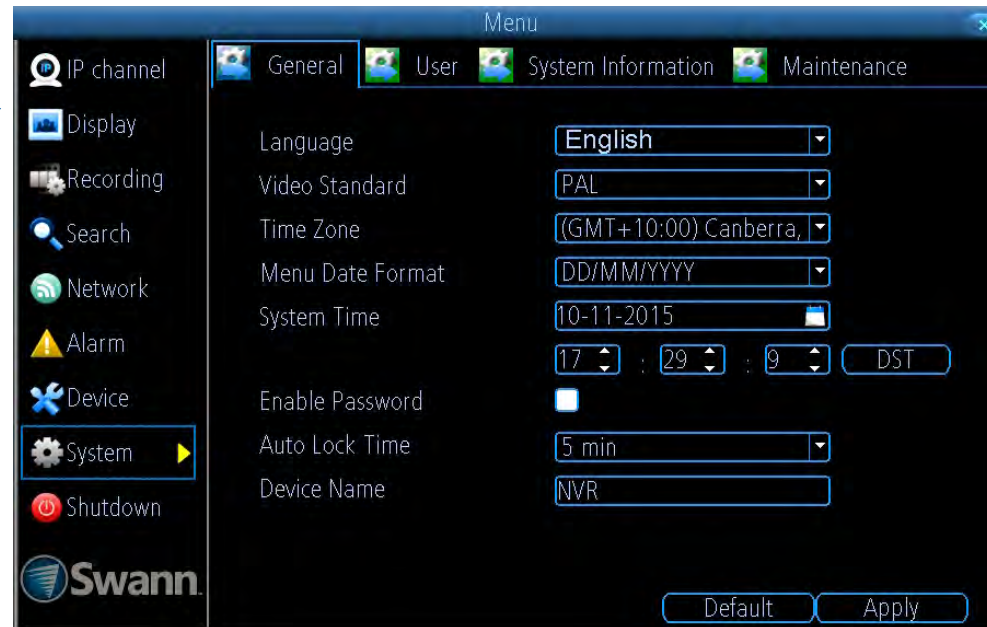 Menu
IP channel
Display
Recording
Search
Network
Alarm
Device
System
Shutdown
Swann
General User System Information Maintenance
Language English
Video Standard PAL
Time Zone (GMT+10:00) Canberra,
Menu Date Format DD/MM/YYYY
System Time 10-11-2015
17 : 29 : 9 DST
Enable Password
Auto Lock Time 5 min
Device Name NVR
Default Apply